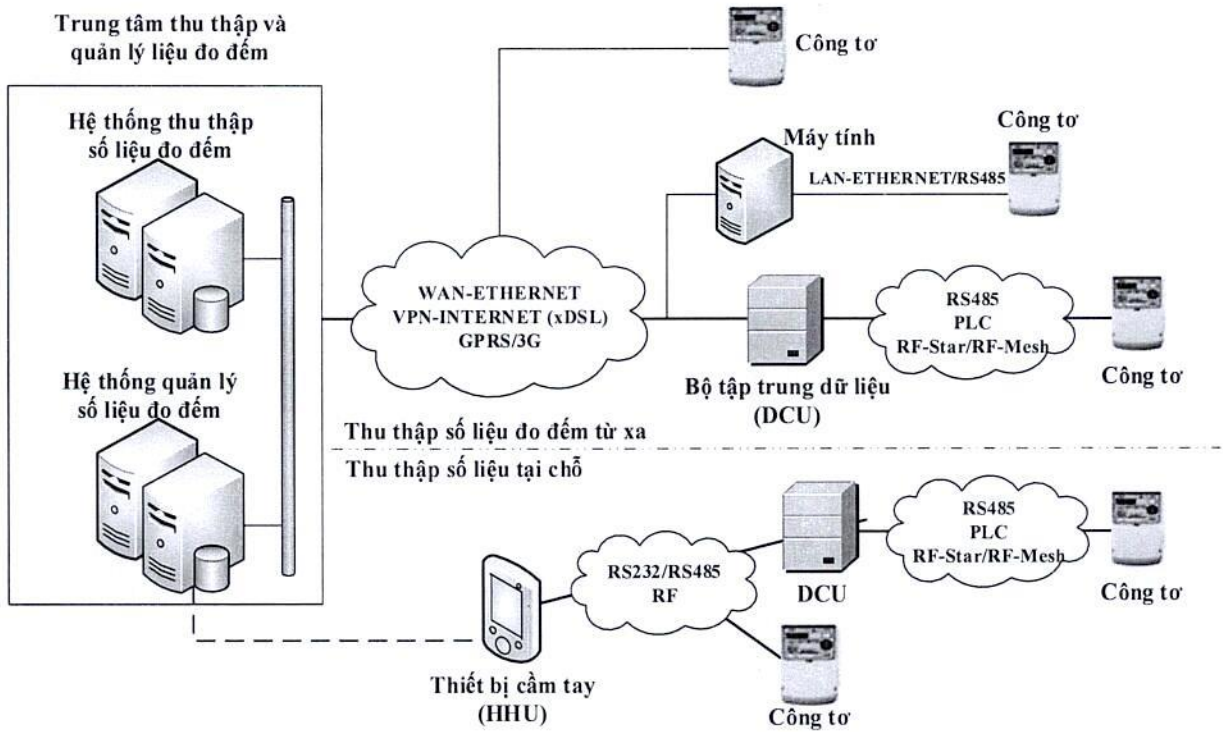 Trung tâm thu thập và
quản lý liệu đo đếm
Hệ thống thu thập
số liệu đo đếm
Hệ thống quản lý
số liệu đo đếm
Công tơ
Máy tính
Công tơ
LAN-ETHERNET/RS485
WAN-ETHERNET
VPN-INTERNET (xDSL)
GPRS/3G
RS485
PLC
RF-Star/RF-Mesh
Công tơ
Bộ tập trung dữ liệu
(DCU)
Thu thập số liệu đo đếm từ xa
Thu thập số liệu tại chỗ
RS485
PLC
RF-Star/RF-Mesh
RS232/RS485
RF
DCU
Công tơ
Thiết bị cầm tay
(HHU)
Công tơ